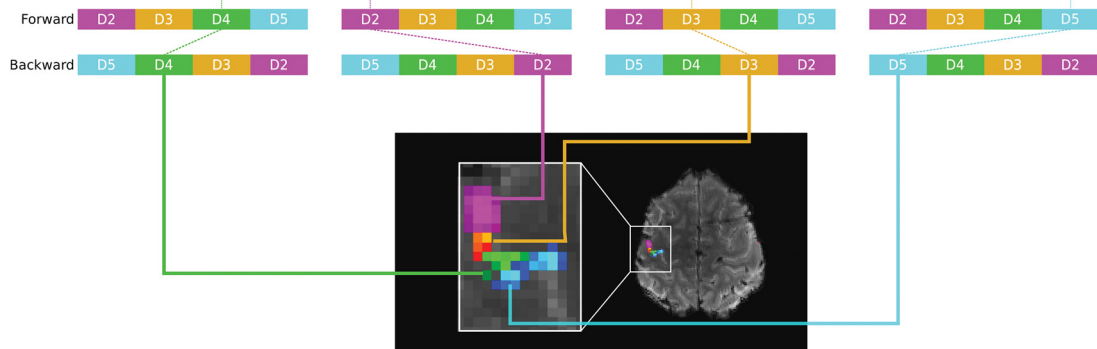 Forward D2 D3 D4 D5 D2 D3 D4 D5 D2 D3 D4 D5 D2 D3 D4 D5
Backward D5 D4 D3 D2 D5 D4 D3 D2 D5 D4 D3 D2 D5 D4 D3 D2